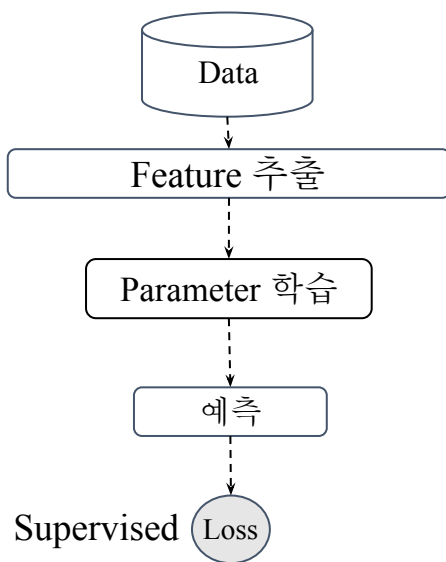 Data
Feature 추출
Parameter 학습
예측
Supervised Loss